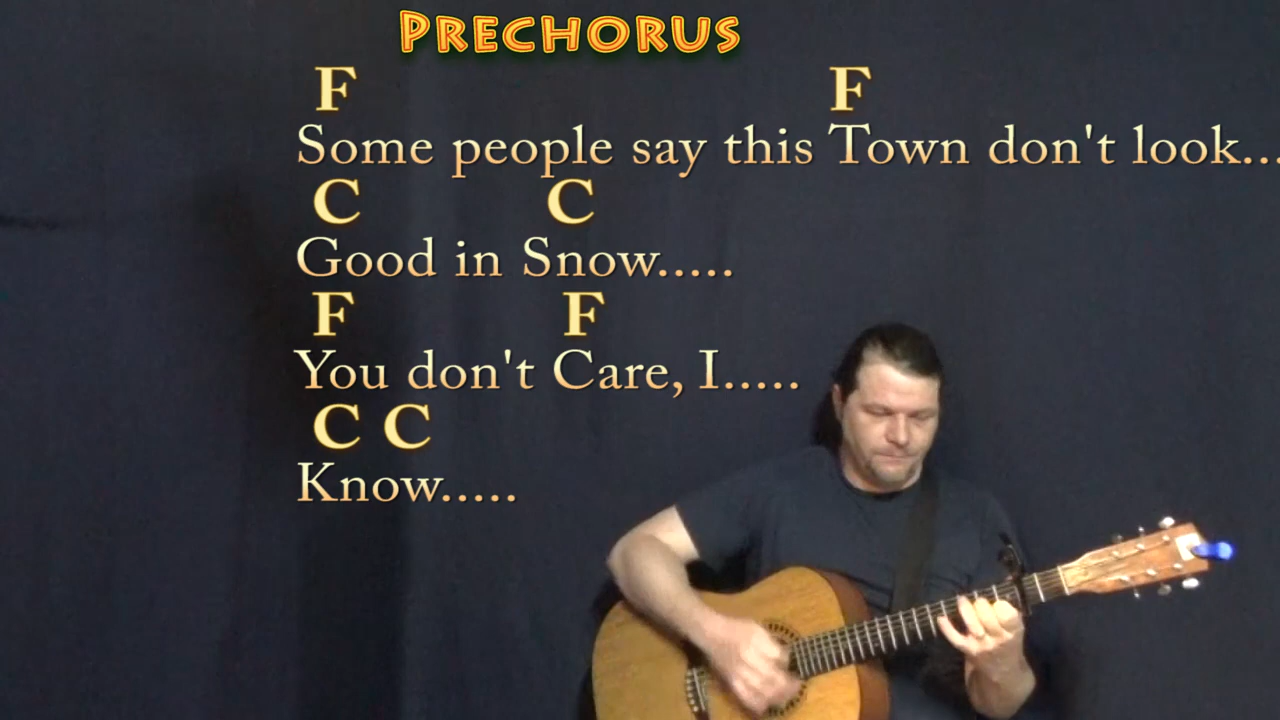 PRECHORUS
F F
Some people say this Town don't look...
C C
Good in Snow.....
F F
You don't Care, I.....
C C
Know.....